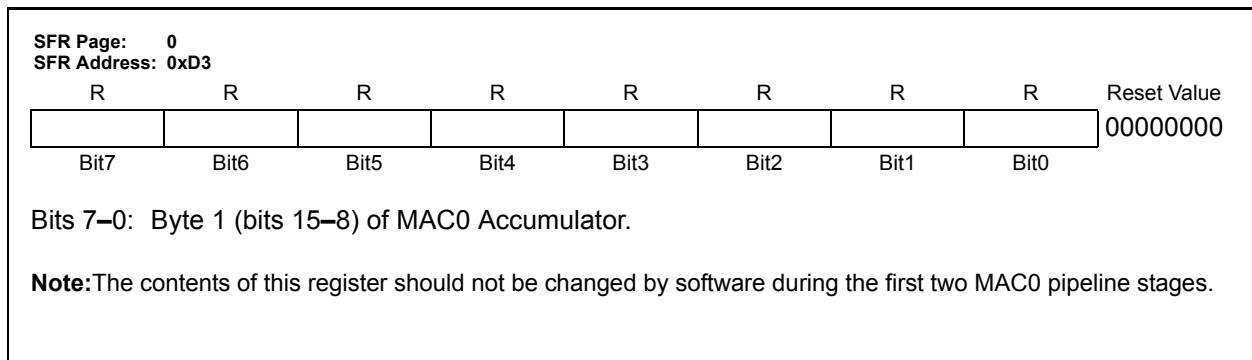 SFR Page: 0
SFR Address: 0xD3
R R R R R R R R Reset Value
00000000
Bit7 Bit6 Bit5 Bit4 Bit3 Bit2 Bit1 Bit0
Bits 7–0: Byte 1 (bits 15–8) of MAC0 Accumulator.
Note:The contents of this register should not be changed by software during the first two MAC0 pipeline stages.